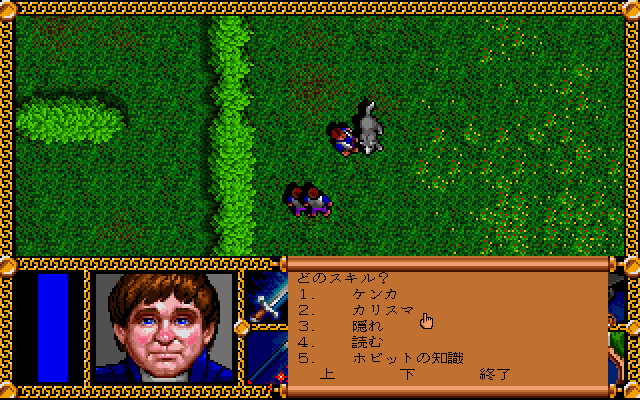 どのスキル?
1. ケンカ
2. カリスマ
3. 隠れ
4. 読む
5. ホビットの知識
上 下 終了